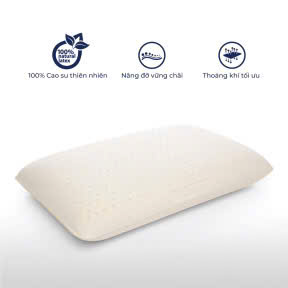 100%
natural
latex
100% Cao su thiên nhiên
Nâng đỡ vững chãi
Thoáng khí tối ưu